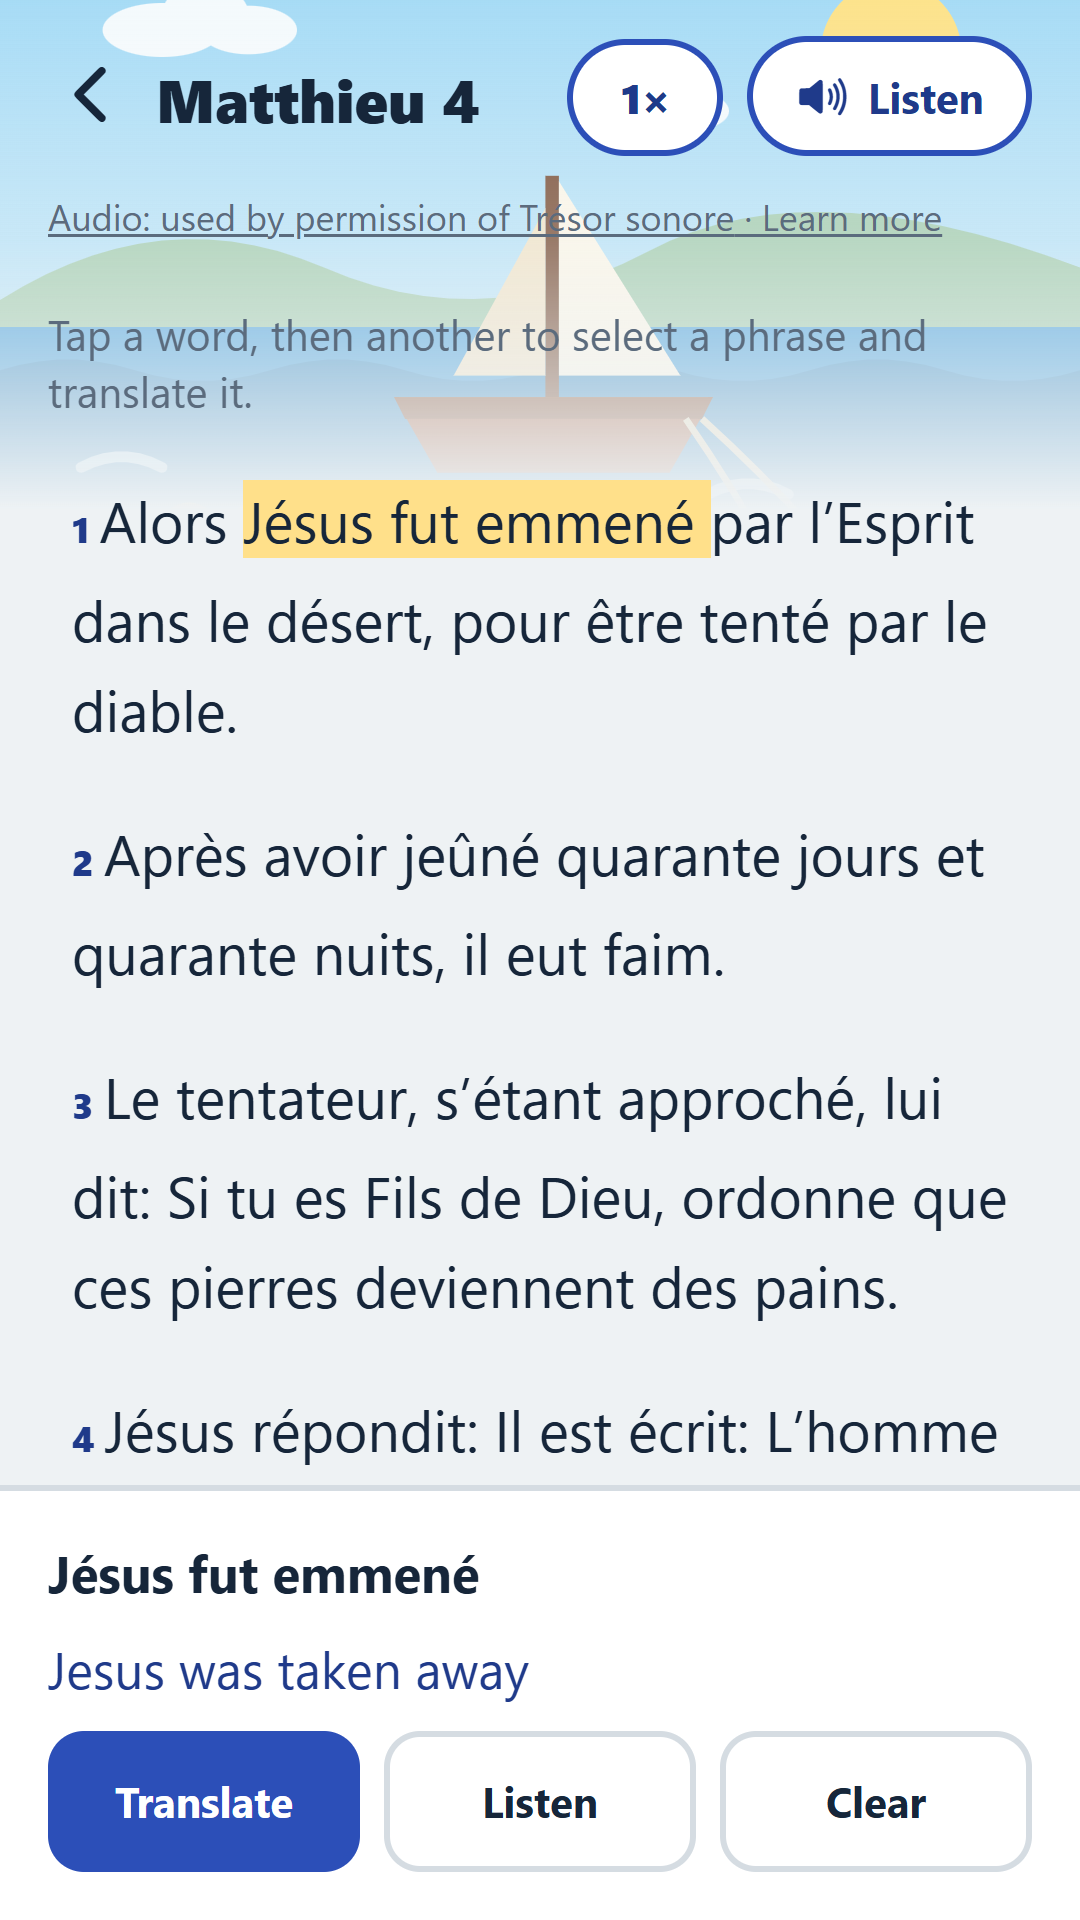 Matthieu 4
1×
Listen
Audio: used by permission of Trésor sonore · Learn more
Tap a word, then another to select a phrase and
translate it.
1 Alors Jésus fut emmené par l’Esprit
dans le désert, pour être tenté par le
diable.
2 Après avoir jeûné quarante jours et
quarante nuits, il eut faim.
3 Le tentateur, s’étant approché, lui
dit: Si tu es Fils de Dieu, ordonne que
ces pierres deviennent des pains.
4 Jésus répondit: Il est écrit: L’homme
Jésus fut emmené
Jesus was taken away
Translate
Listen
Clear